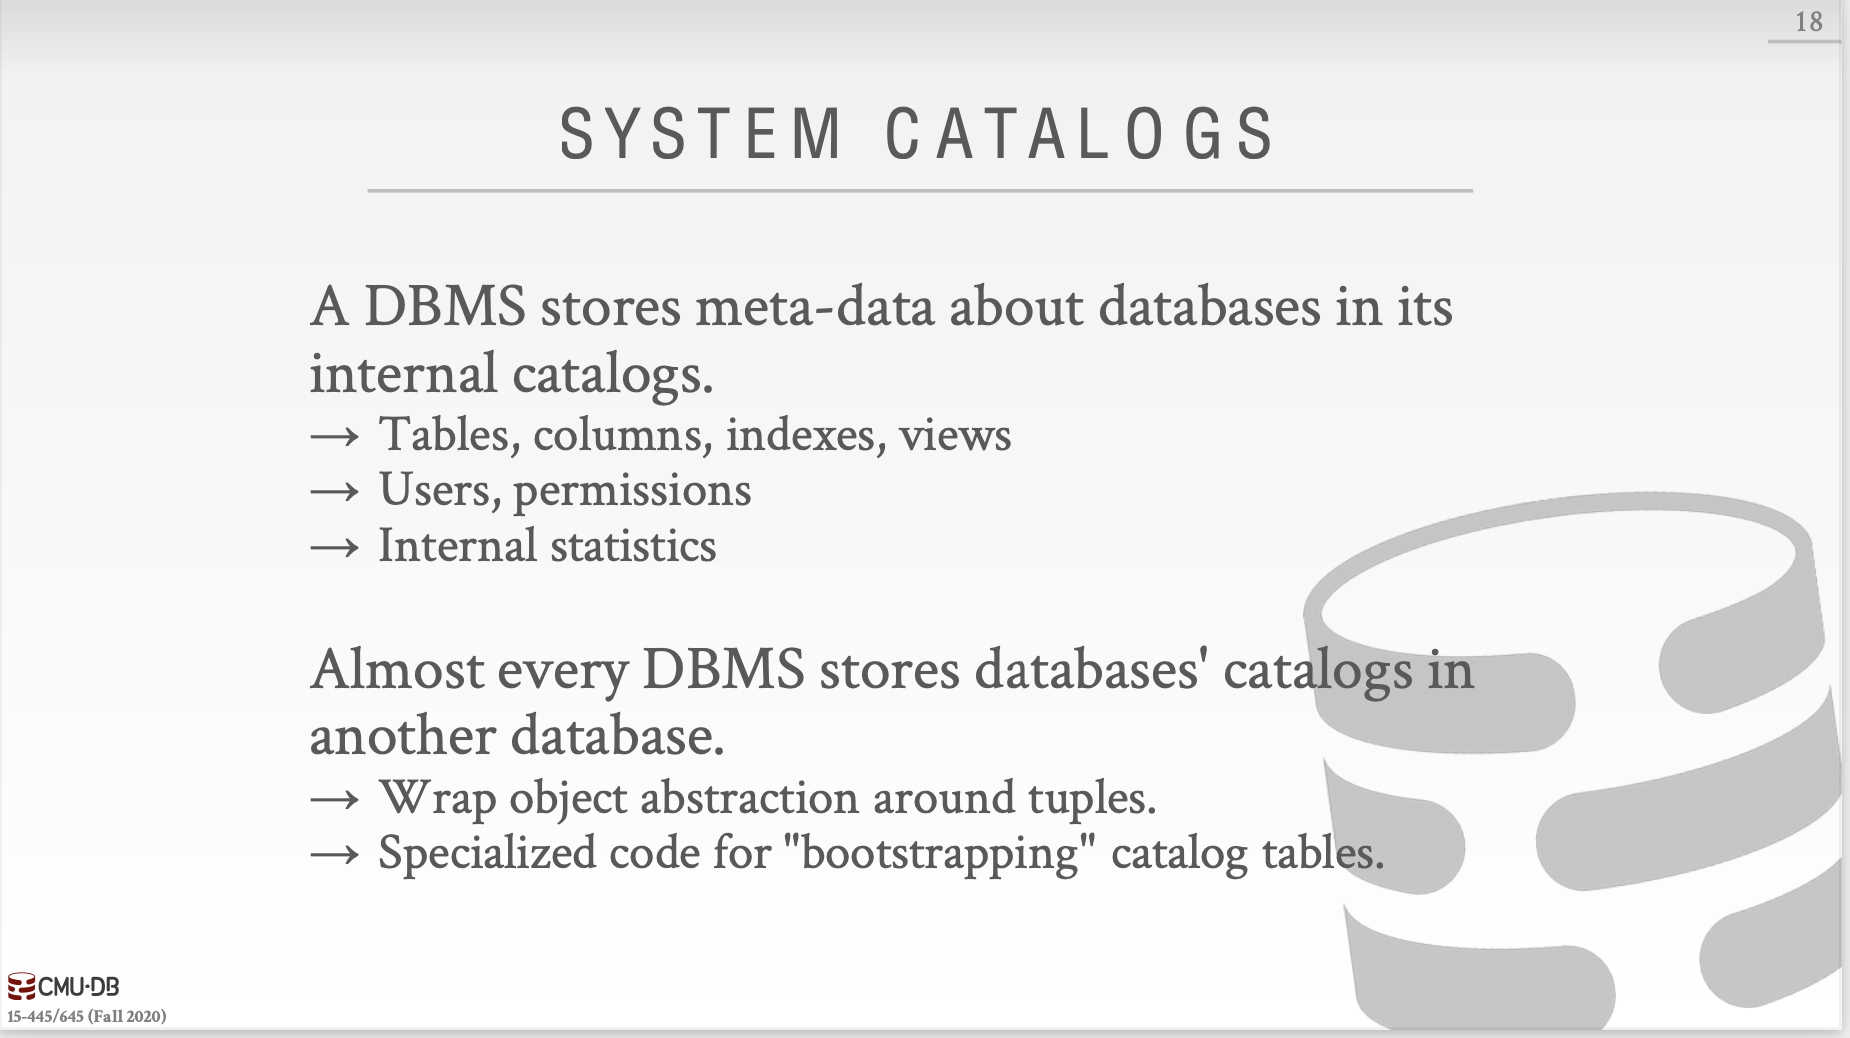 18
SYSTEM CATALOGS
A DBMS stores meta-data about databases in its
internal catalogs.
→ Tables, columns, indexes, views
→ Users, permissions
→ Internal statistics
Almost every DBMS stores databases' catalogs in
another database.
→ Wrap object abstraction around tuples.
→ Specialized code for "bootstrapping" catalog tables.
CMU·DB
15-445/645 (Fall 2020)